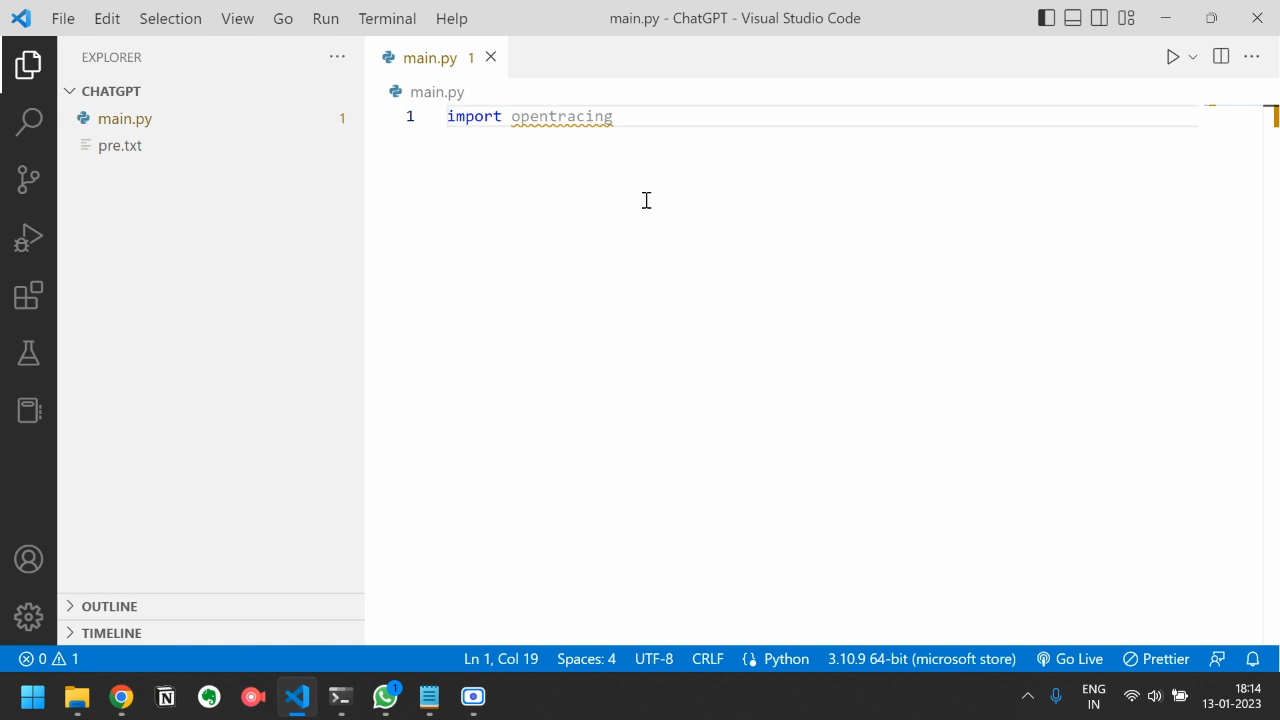 File Edit Selection View Go Run Terminal Help main.py - ChatGPT - Visual Studio Code
EXPLORER
CHATGPT
main.py 1
pre.txt
OUTLINE
TIMELINE
main.py 1
main.py
1 import opentracing
0 1 Ln 1, Col 19 Spaces: 4 UTF-8 CRLF Python 3.10.9 64-bit (microsoft store) Go Live Prettier
1
ENG
IN
18:14
13-01-2023